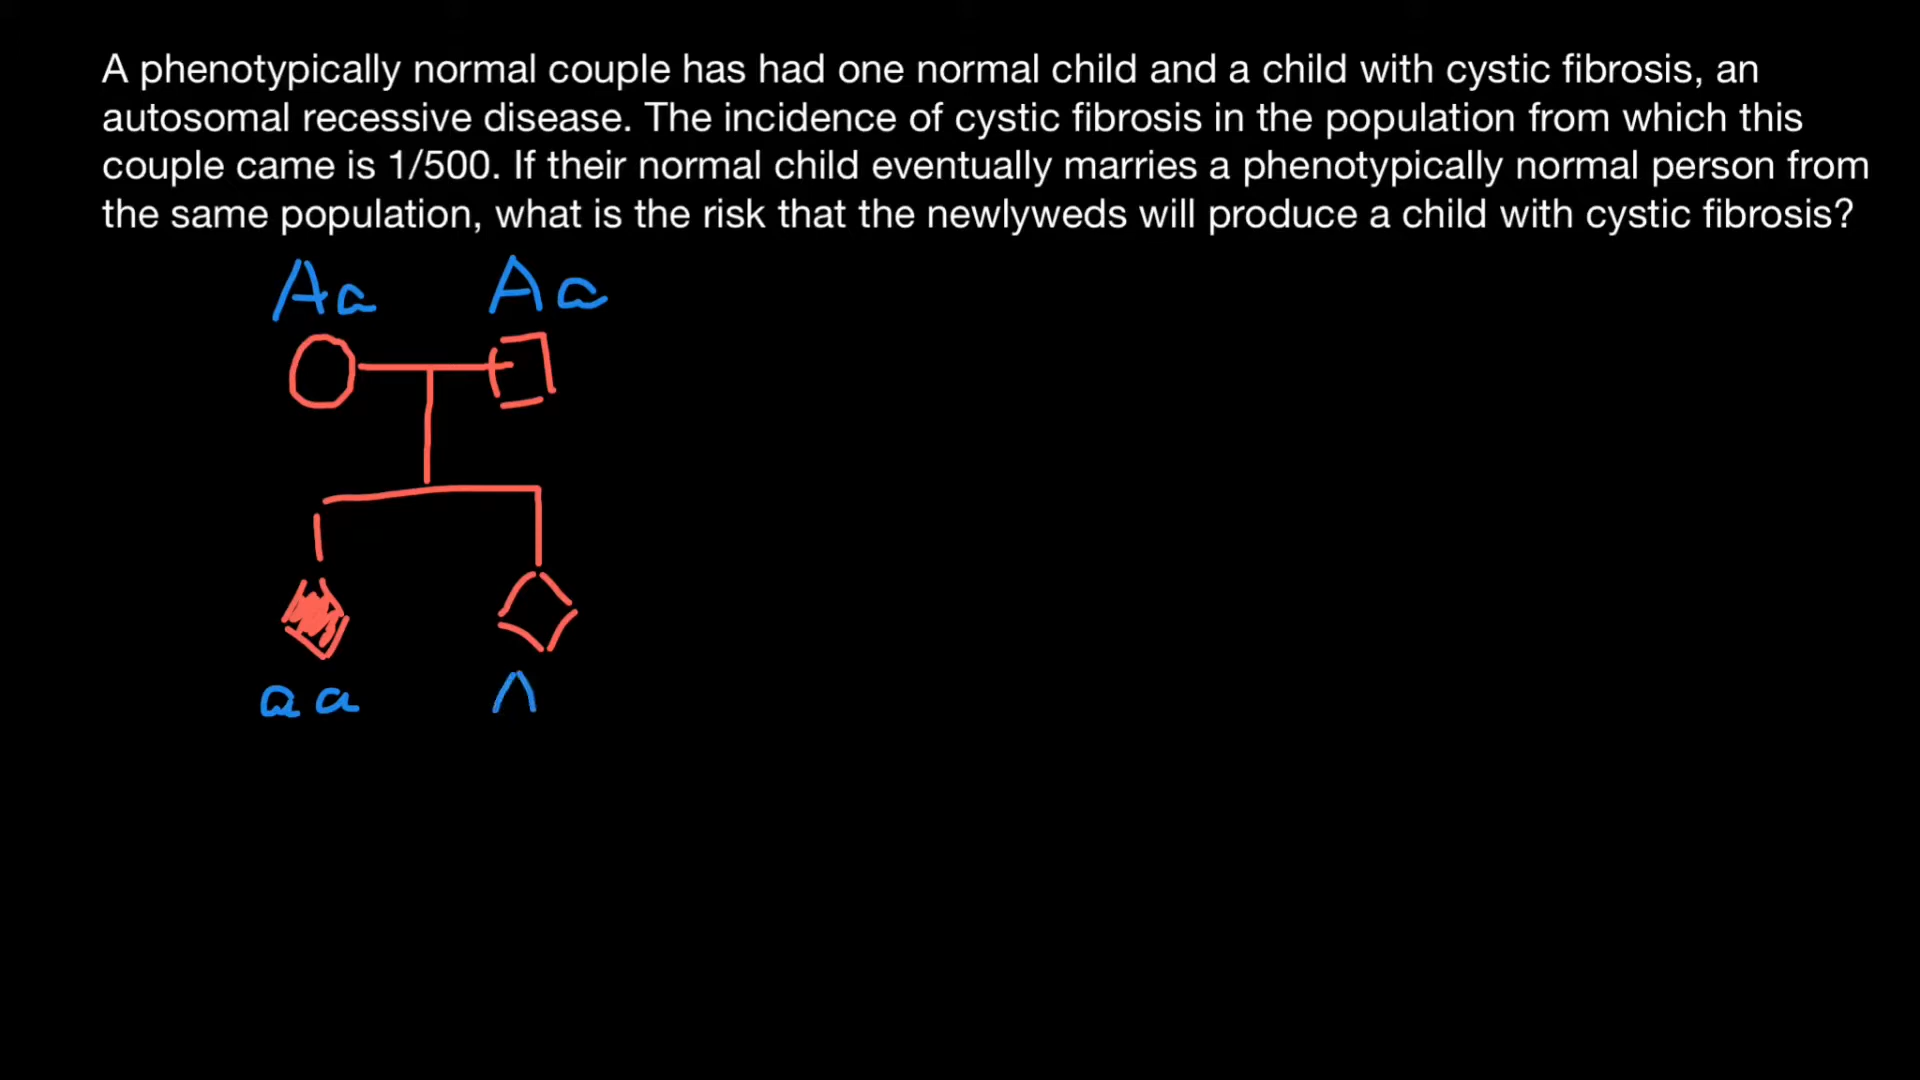 A phenotypically normal couple has had one normal child and a child with cystic fibrosis, an
autosomal recessive disease. The incidence of cystic fibrosis in the population from which this
couple came is 1/500. If their normal child eventually marries a phenotypically normal person from
the same population, what is the risk that the newlyweds will produce a child with cystic fibrosis?
Aa Aa
aa